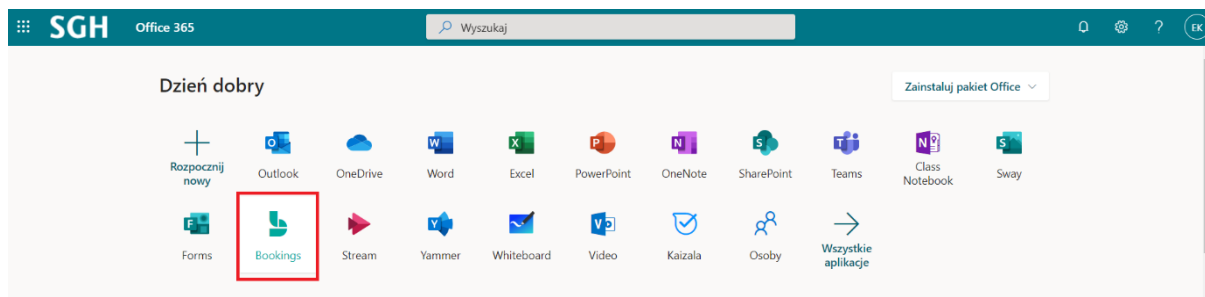 SGH Office 365 Wyszukaj EK
Dzień dobry
Zainstaluj pakiet Office
Rozpocznij
nowy
Outlook
OneDrive
Word
Excel
PowerPoint
OneNote
SharePoint
Teams
Class
Notebook
Sway
Forms
Bookings
Stream
Yammer
Whiteboard
Video
Kaizala
Osoby
Wszystkie
aplikacje